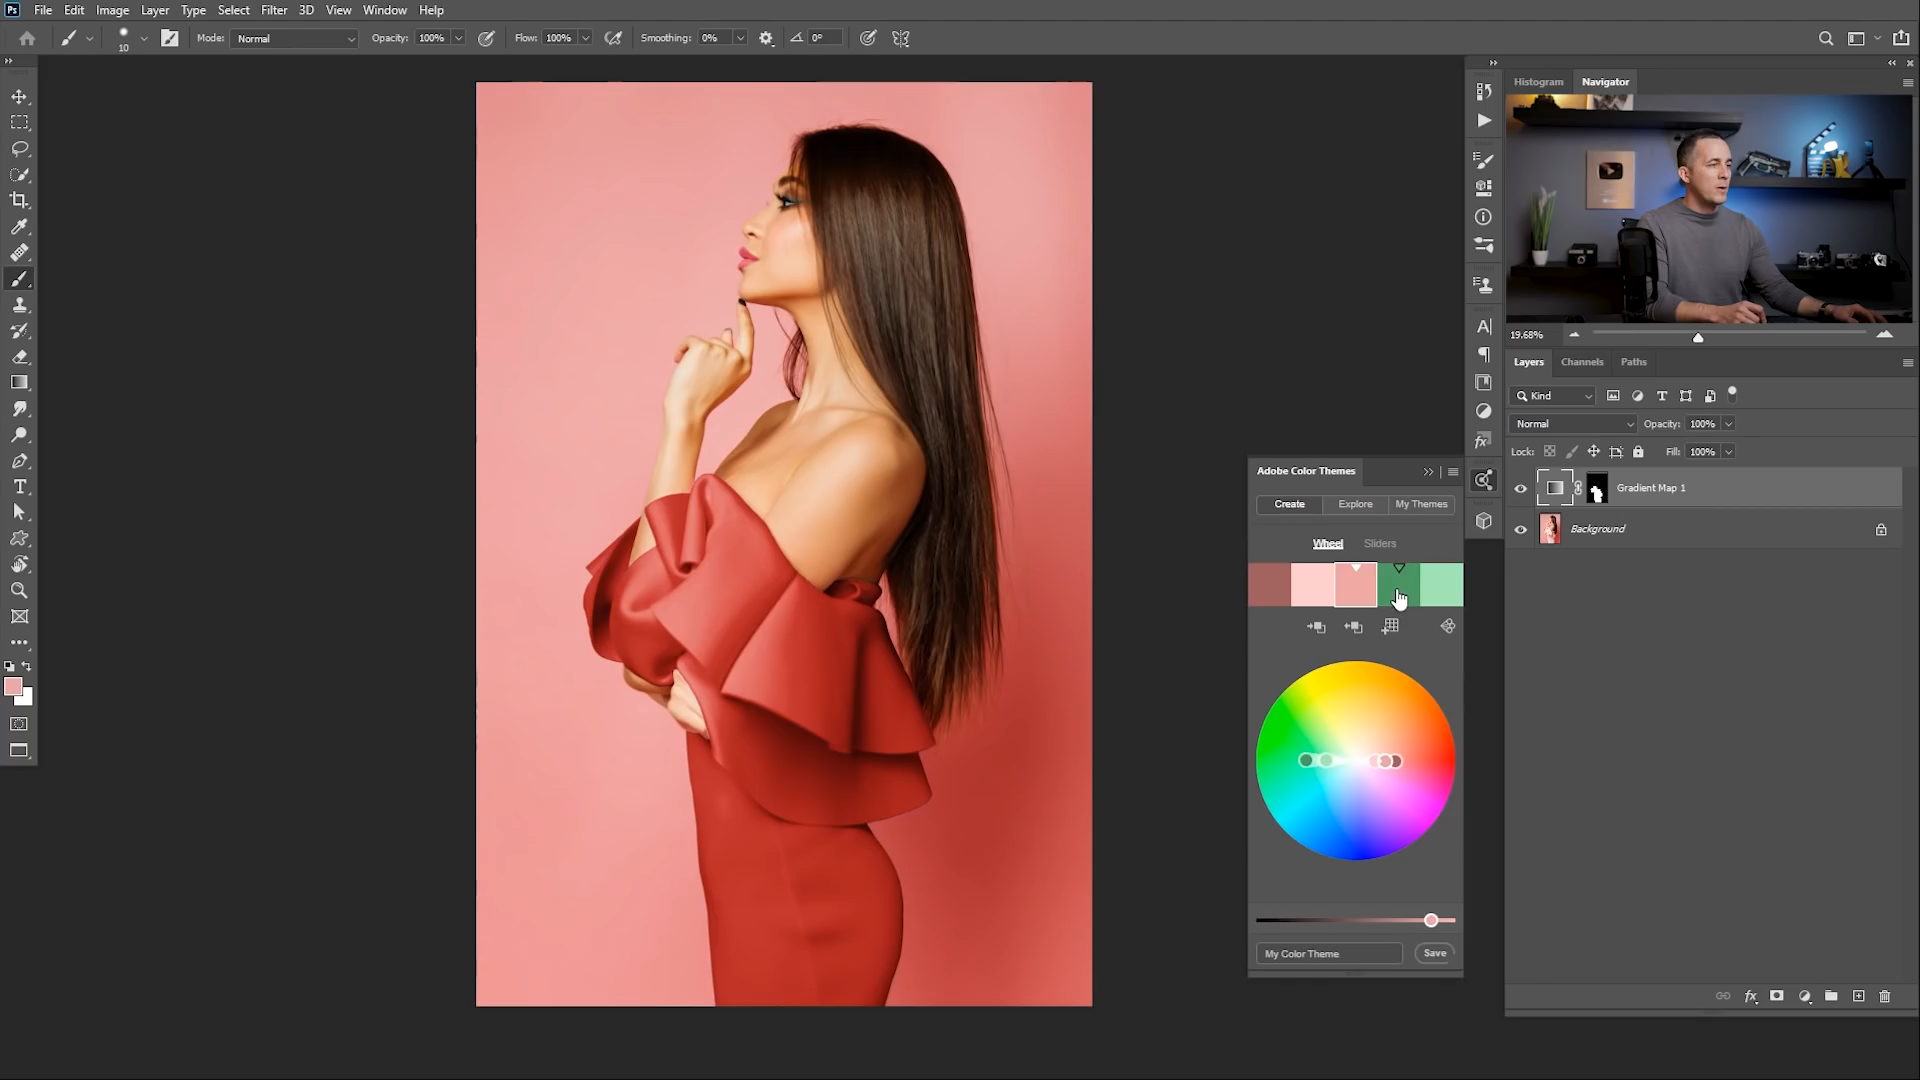 Ps File Edit Image Layer Type Select Filter 3D View Window Help
10 Mode: Normal Opacity: 100% Flow: 100% Smoothing: 0% 0°
Histogram Navigator
19.68%
Layers Channels Paths
Kind
Normal Opacity: 100%
Lock: Fill: 100%
Gradient Map 1
Background
Adobe Color Themes
Create Explore My Themes
Wheel Sliders
My Color Theme Save